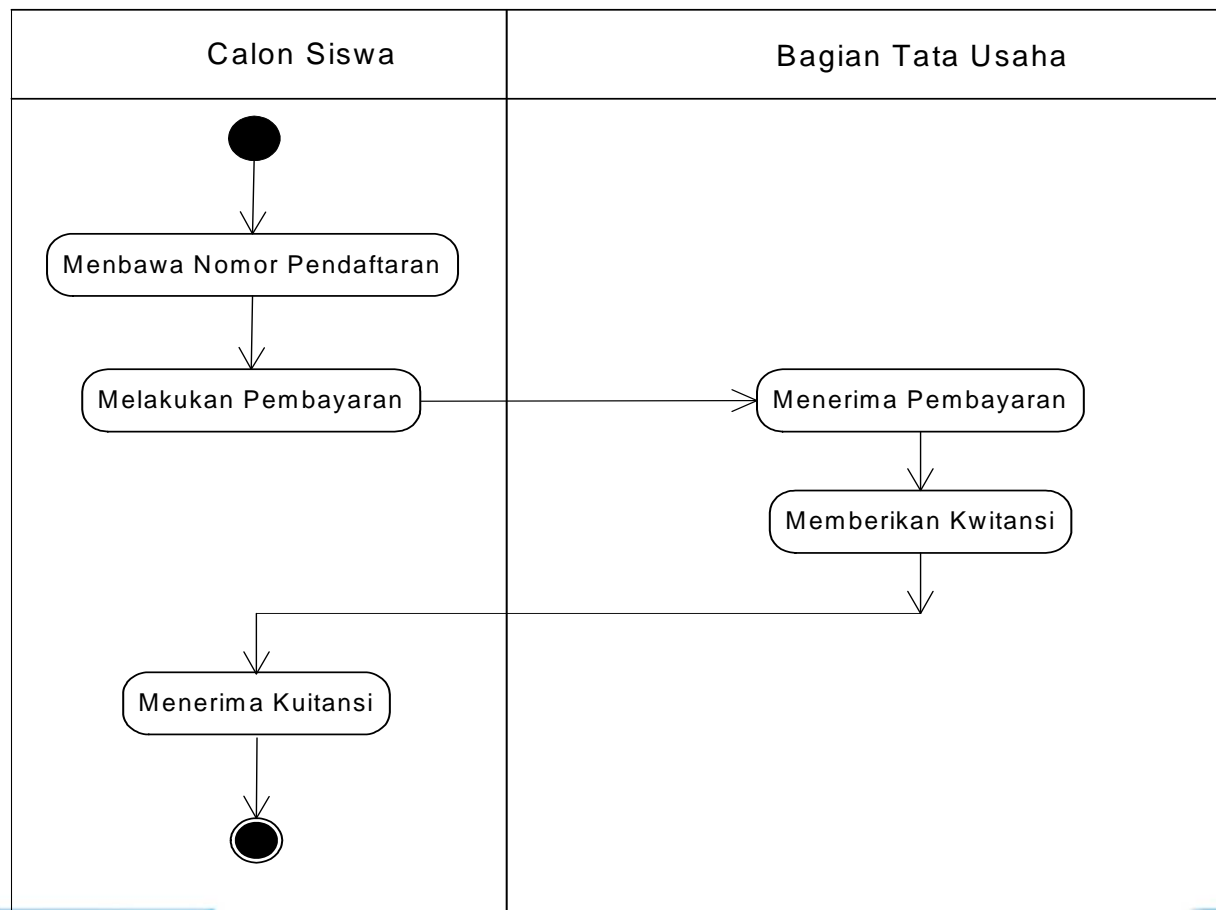 Calon Siswa
Bagian Tata Usaha
Menbawa Nomor Pendaftaran
Melakukan Pembayaran
Menerima Pembayaran
Memberikan Kwitansi
Menerima Kuitansi